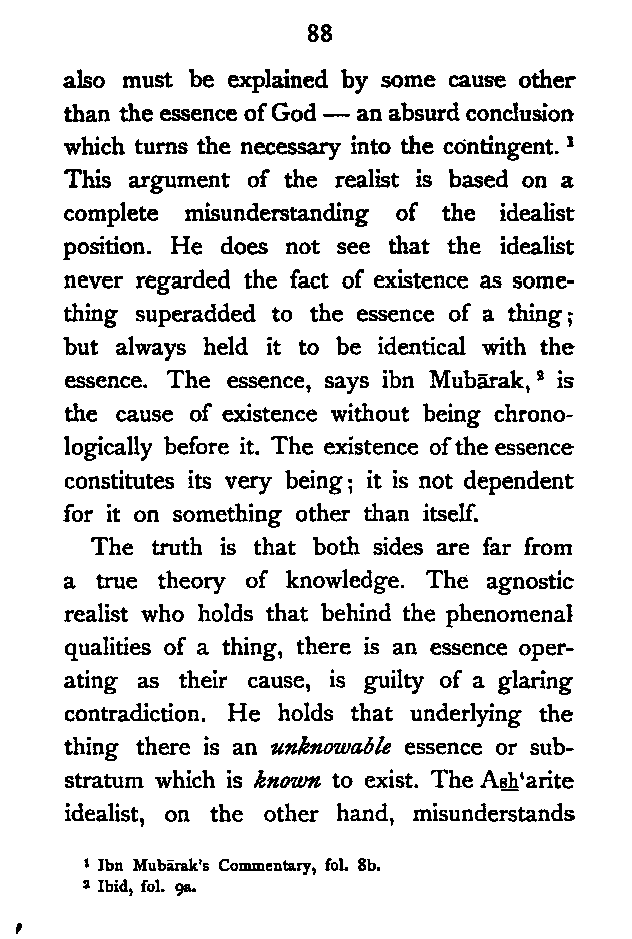 88
also must be explained by some cause other
than the essence of God — an absurd conclusion
which turns the necessary into the contingent. ¹
This argument of the realist is based on a
complete misunderstanding of the idealist
position. He does not see that the idealist
never regarded the fact of existence as some-
thing superadded to the essence of a thing;
but always held it to be identical with the
essence. The essence, says ibn Mubārak, ² is
the cause of existence without being chrono-
logically before it. The existence of the essence
constitutes its very being; it is not dependent
for it on something other than itself.
The truth is that both sides are far from
a true theory of knowledge. The agnostic
realist who holds that behind the phenomenal
qualities of a thing, there is an essence oper-
ating as their cause, is guilty of a glaring
contradiction. He holds that underlying the
thing there is an unknowable essence or sub-
stratum which is known to exist. The Ash‘arite
idealist, on the other hand, misunderstands
¹ Ibn Mubārak's Commentary, fol. 8b.
² Ibid, fol. 9a.